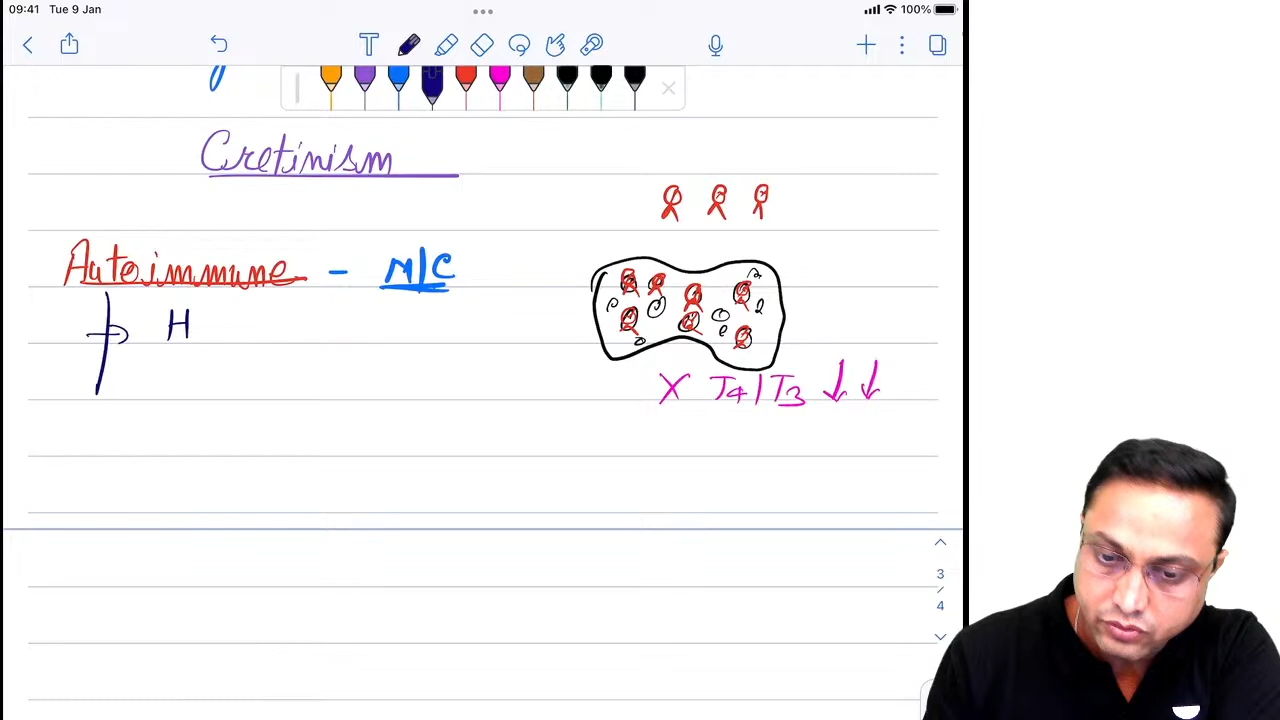 09:41 Tue 9 Jan
100%
T
Cretinism
Autoimmune - M/C
H
X T4/T3 ↓ ↓
3
4